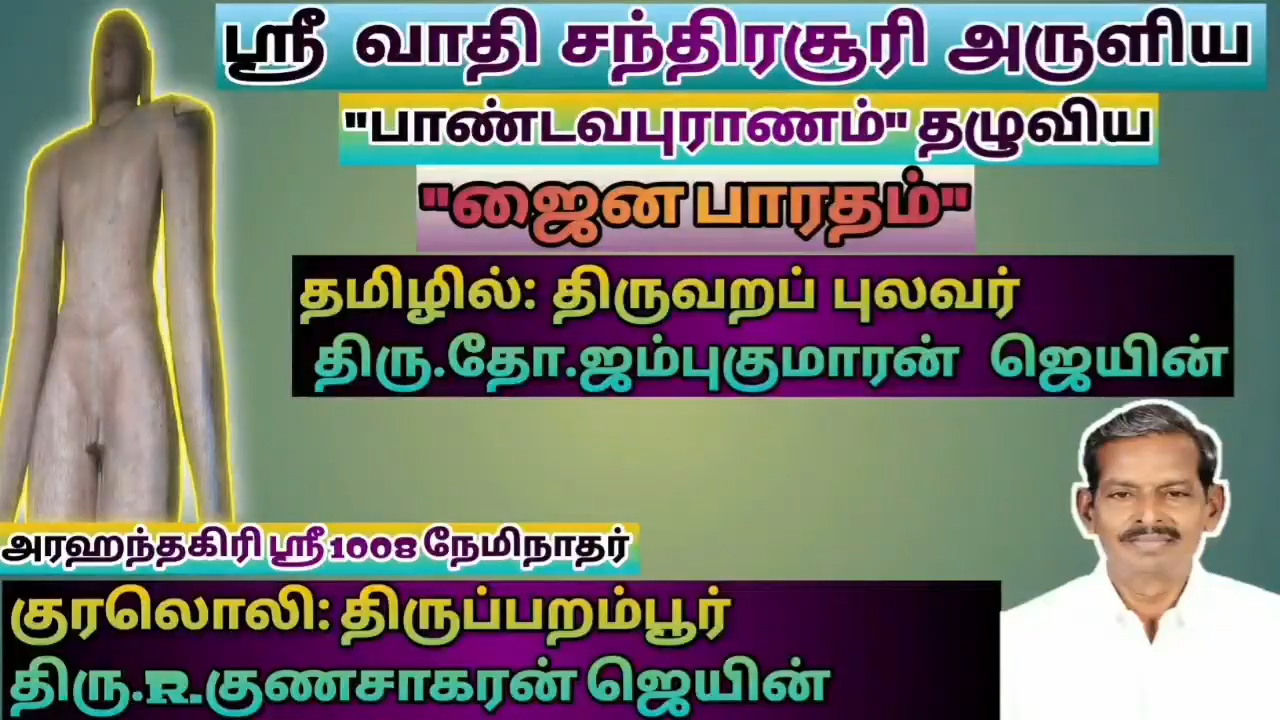 ஸ்ரீ வாதி சந்திரசூரி அருளிய
"பாண்டவபுராணம்" தழுவிய
"ஜைன பாரதம்"
தமிழில்: திருவறப் புலவர்
திரு.தோ.ஜம்புகுமாரன் ஜெயின்
அரஹந்தகிரி ஸ்ரீ 1008 நேமிநாதர்
குரலொலி: திருப்பறம்பூர்
திரு.R.குணசாகரன் ஜெயின்